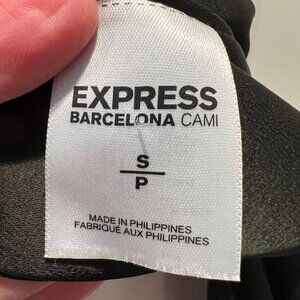 EXPRESS
BARCELONA CAMI
S
P
MADE IN PHILIPPINES
FABRIQUÉ AUX PHILIPPINES